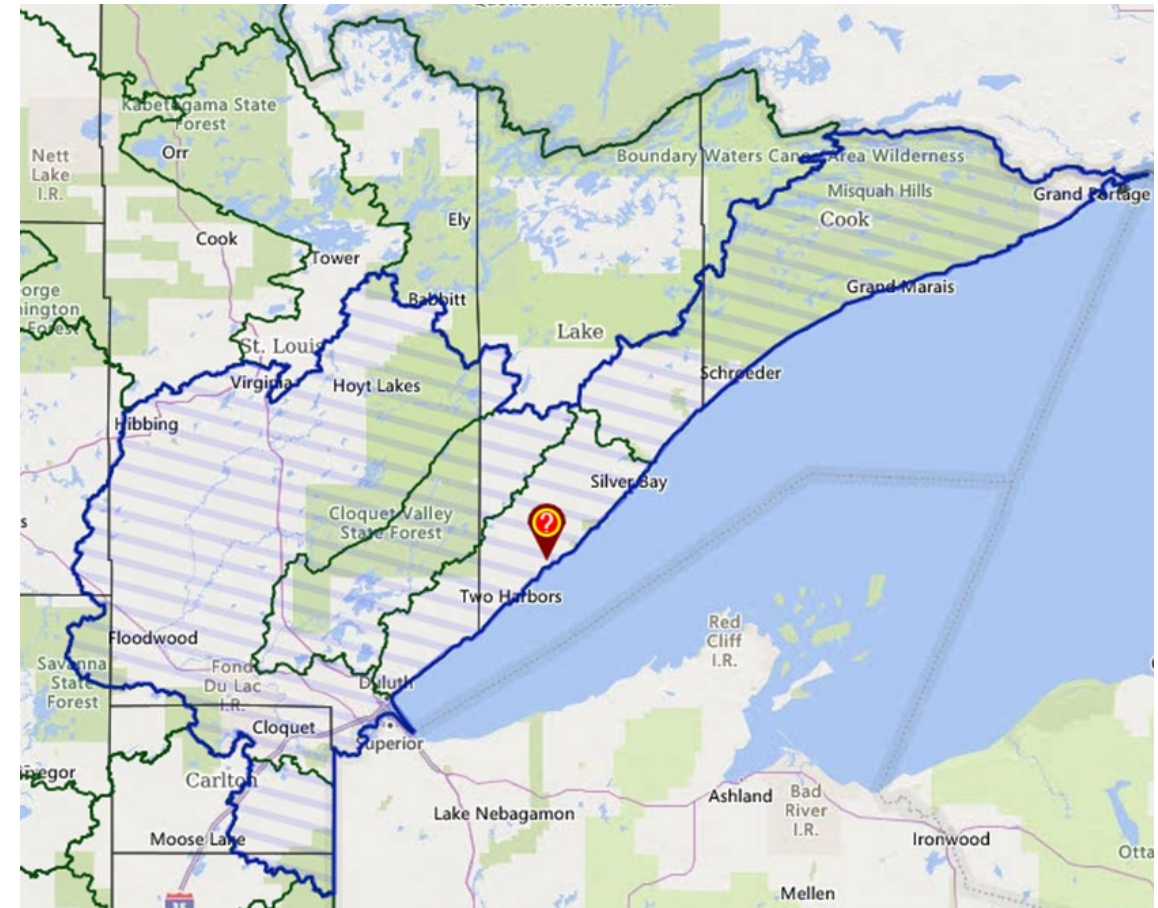 Kabetogama State
Forest
Nett
Lake
I.R.
Orr
Boundary Waters Canoe Area Wilderness
Misquah Hills
Grand Portage
Ely
Cook
Cook
Tower
Grand Marais
Babbitt
Lake
St. Louis
Virginia
Hoyt Lakes
Schroeder
Hibbing
Silver Bay
Cloquet Valley
State Forest
?
Two Harbors
Red
Cliff
I.R.
Floodwood
Savanna
State
Forest
Fond
Du Lac
I.R.
Duluth
Cloquet
Superior
Carlton
Lake Nebagamon
Ashland
Bad
River
I.R.
Moose Lake
Ironwood
Otta
Mellen
35